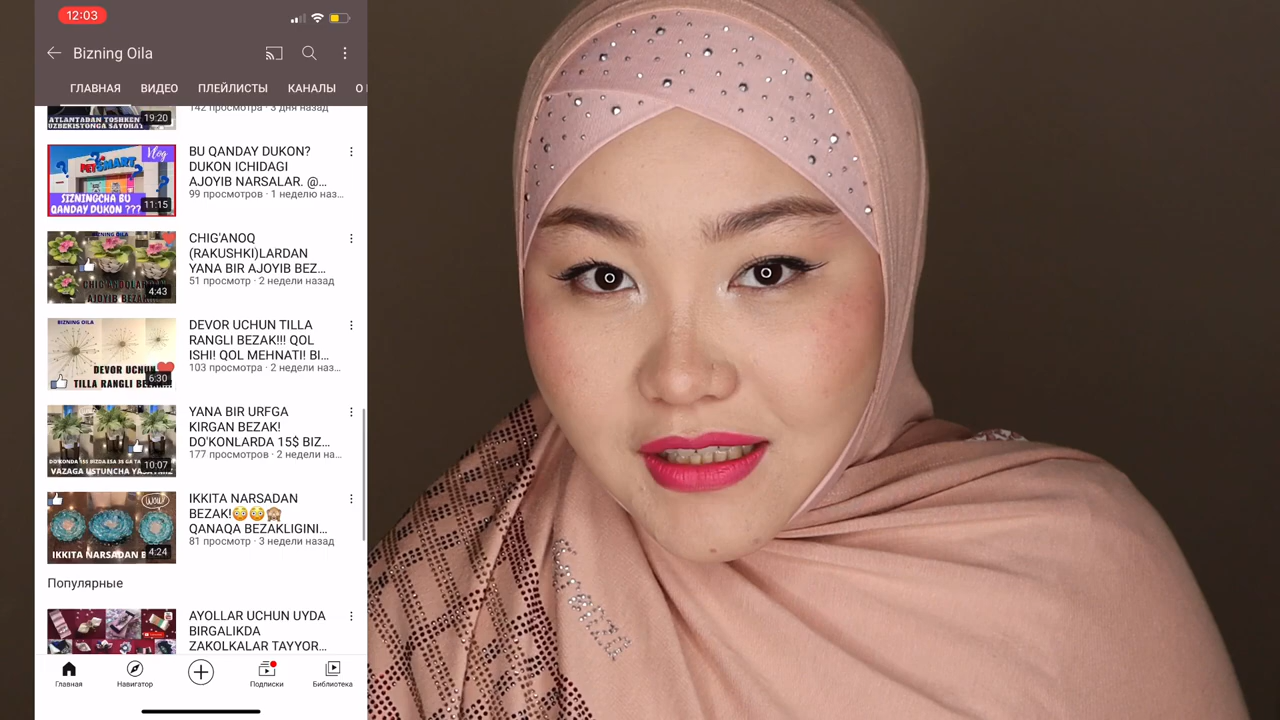 12:03
Bizning Oila
ГЛАВНАЯ ВИДЕО ПЛЕЙЛИСТЫ КАНАЛЫ О
142 просмотра · 3 дня назад
ATLANTADAN TOSHKEN
UZBEKISTONGA SAYOHAT
19:20
Vlog
PETSMART
SIZNINGCHA BU
QANDAY DUKON ???
11:15
BU QANDAY DUKON?
DUKON ICHIDAGI
AJOYIB NARSALAR. @...
99 просмотров · 1 неделю наз...
BIZNING OILA
4:43
CHIG'ANOQ
(RAKUSHKI)LARDAN
YANA BIR AJOYIB BEZ...
51 просмотр · 2 недели назад
BIZNING OILA
DEVOR UCHUN
TILLA RANGLI
6:30
DEVOR UCHUN TILLA
RANGLI BEZAK!!! QOL
ISHI! QOL MEHNATI! BI...
103 просмотра · 2 недели наз...
VAZAGA USTUNCHA
10:07
YANA BIR URFGA
KIRGAN BEZAK!
DO'KONLARDA 15$ BIZ...
177 просмотров · 2 недели на...
WOW!
IKKITA NARSADAN
4:24
IKKITA NARSADAN
BEZAK!😳😳🙈
QANAQA BEZAKLIGINI...
81 просмотр · 3 недели назад
Популярные
AYOLLAR UCHUN UYDA
BIRGALIKDA
ZAKOLKALAR TAYYOR...
Главная Навигатор Подписки Библиотека